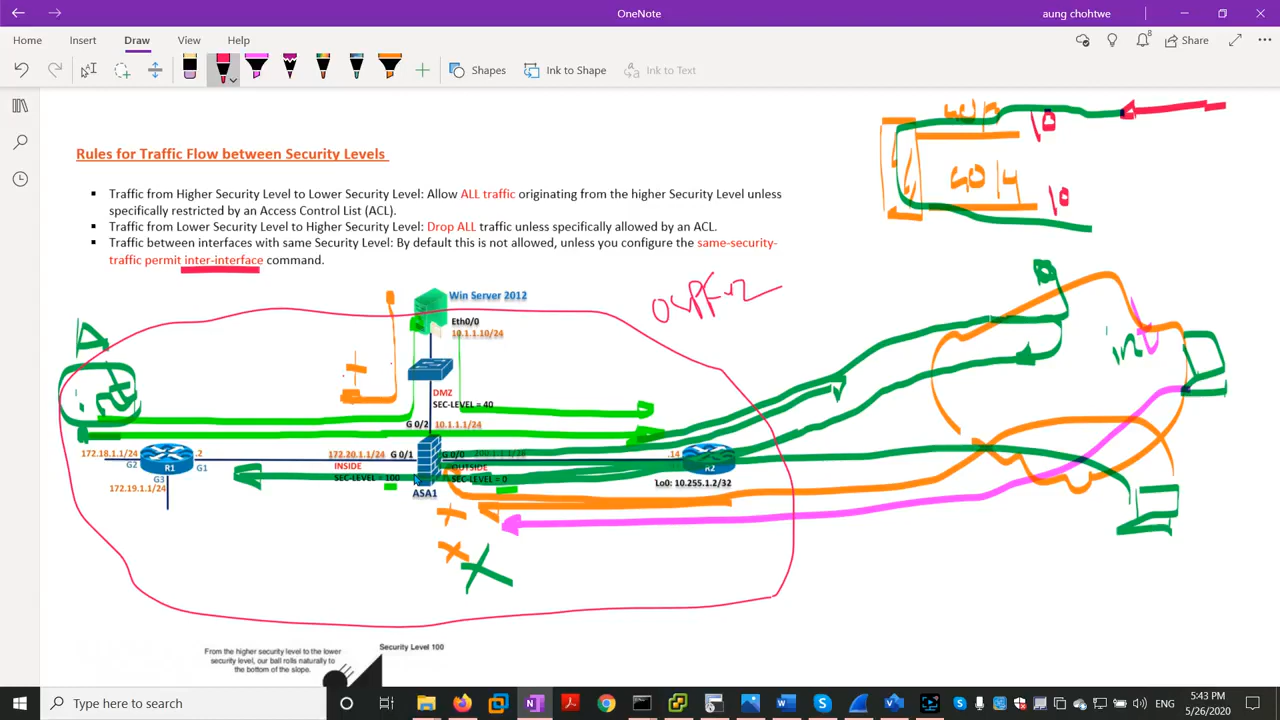 OneNote
aung chohtwe
Home Insert Draw View Help
Share
Shapes
Ink to Shape
Ink to Text
Rules for Traffic Flow between Security Levels
▪ Traffic from Higher Security Level to Lower Security Level: Allow ALL traffic originating from the higher Security Level unless
specifically restricted by an Access Control List (ACL).
▪ Traffic from Lower Security Level to Higher Security Level: Drop ALL traffic unless specifically allowed by an ACL.
▪ Traffic between interfaces with same Security Level: By default this is not allowed, unless you configure the same-security-
traffic permit inter-interface command.
10
10
Win Server 2012
Eth0/0
10.1.1.10/24
DMZ
SEC-LEVEL = 40
G 0/2 10.1.1.1/24
172.18.1.1/24
G2
R1
.2
G1
G3
172.19.1.1/24
172.20.1.1/24 G 0/1
INSIDE
SEC-LEVEL = 100
G 0/0
OUTSIDE
SEC-LEVEL = 0
ASA1
.14
R2
Lo0: 10.255.1.2/32
From the higher security level to the lower
security level, our ball rolls naturally to
the bottom of the slope.
Security Level 100
Type here to search
ENG
5:43 PM
5/26/2020